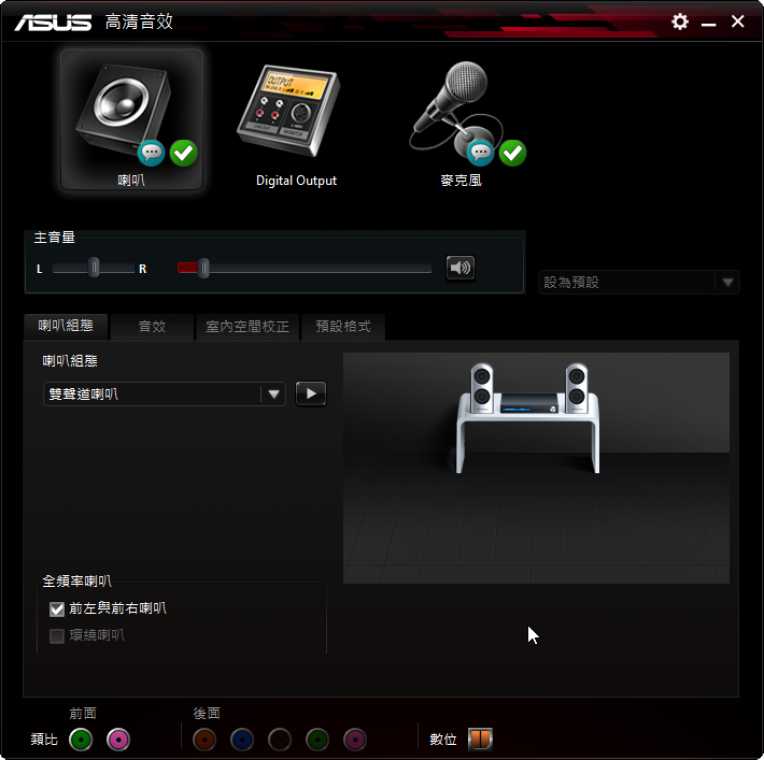 ASUS 高清音效
OUTPUT
喇叭
Digital Output
麥克風
主音量
L R
設為預設
喇叭組態 音效 室內空間校正 預設格式
喇叭組態
雙聲道喇叭
全頻率喇叭
前左與前右喇叭
環繞喇叭
前面 後面
類比 數位